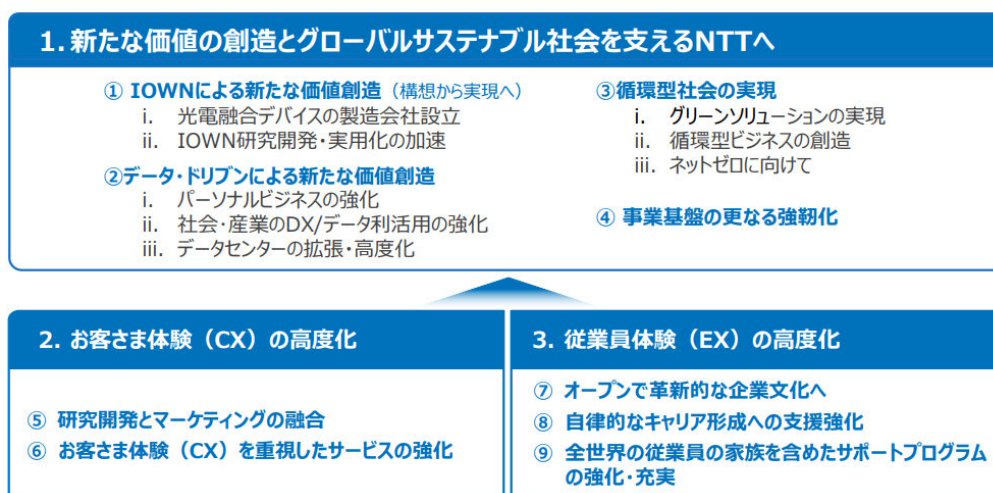 1. 新たな価値の創造とグローバルサステナブル社会を支えるNTTへ
① IOWNによる新たな価値創造（構想から実現へ）
i. 光電融合デバイスの製造会社設立
ii. IOWN研究開発・実用化の加速
②データ・ドリブンによる新たな価値創造
i. パーソナルビジネスの強化
ii. 社会・産業のDX/データ利活用の強化
iii. データセンターの拡張・高度化
③循環型社会の実現
i. グリーンソリューションの実現
ii. 循環型ビジネスの創造
iii. ネットゼロに向けて
④ 事業基盤の更なる強靭化
2. お客さま体験（CX）の高度化
⑤ 研究開発とマーケティングの融合
⑥ お客さま体験（CX）を重視したサービスの強化
3. 従業員体験（EX）の高度化
⑦ オープンで革新的な企業文化へ
⑧ 自律的なキャリア形成への支援強化
⑨ 全世界の従業員の家族を含めたサポートプログラム
の強化・充実